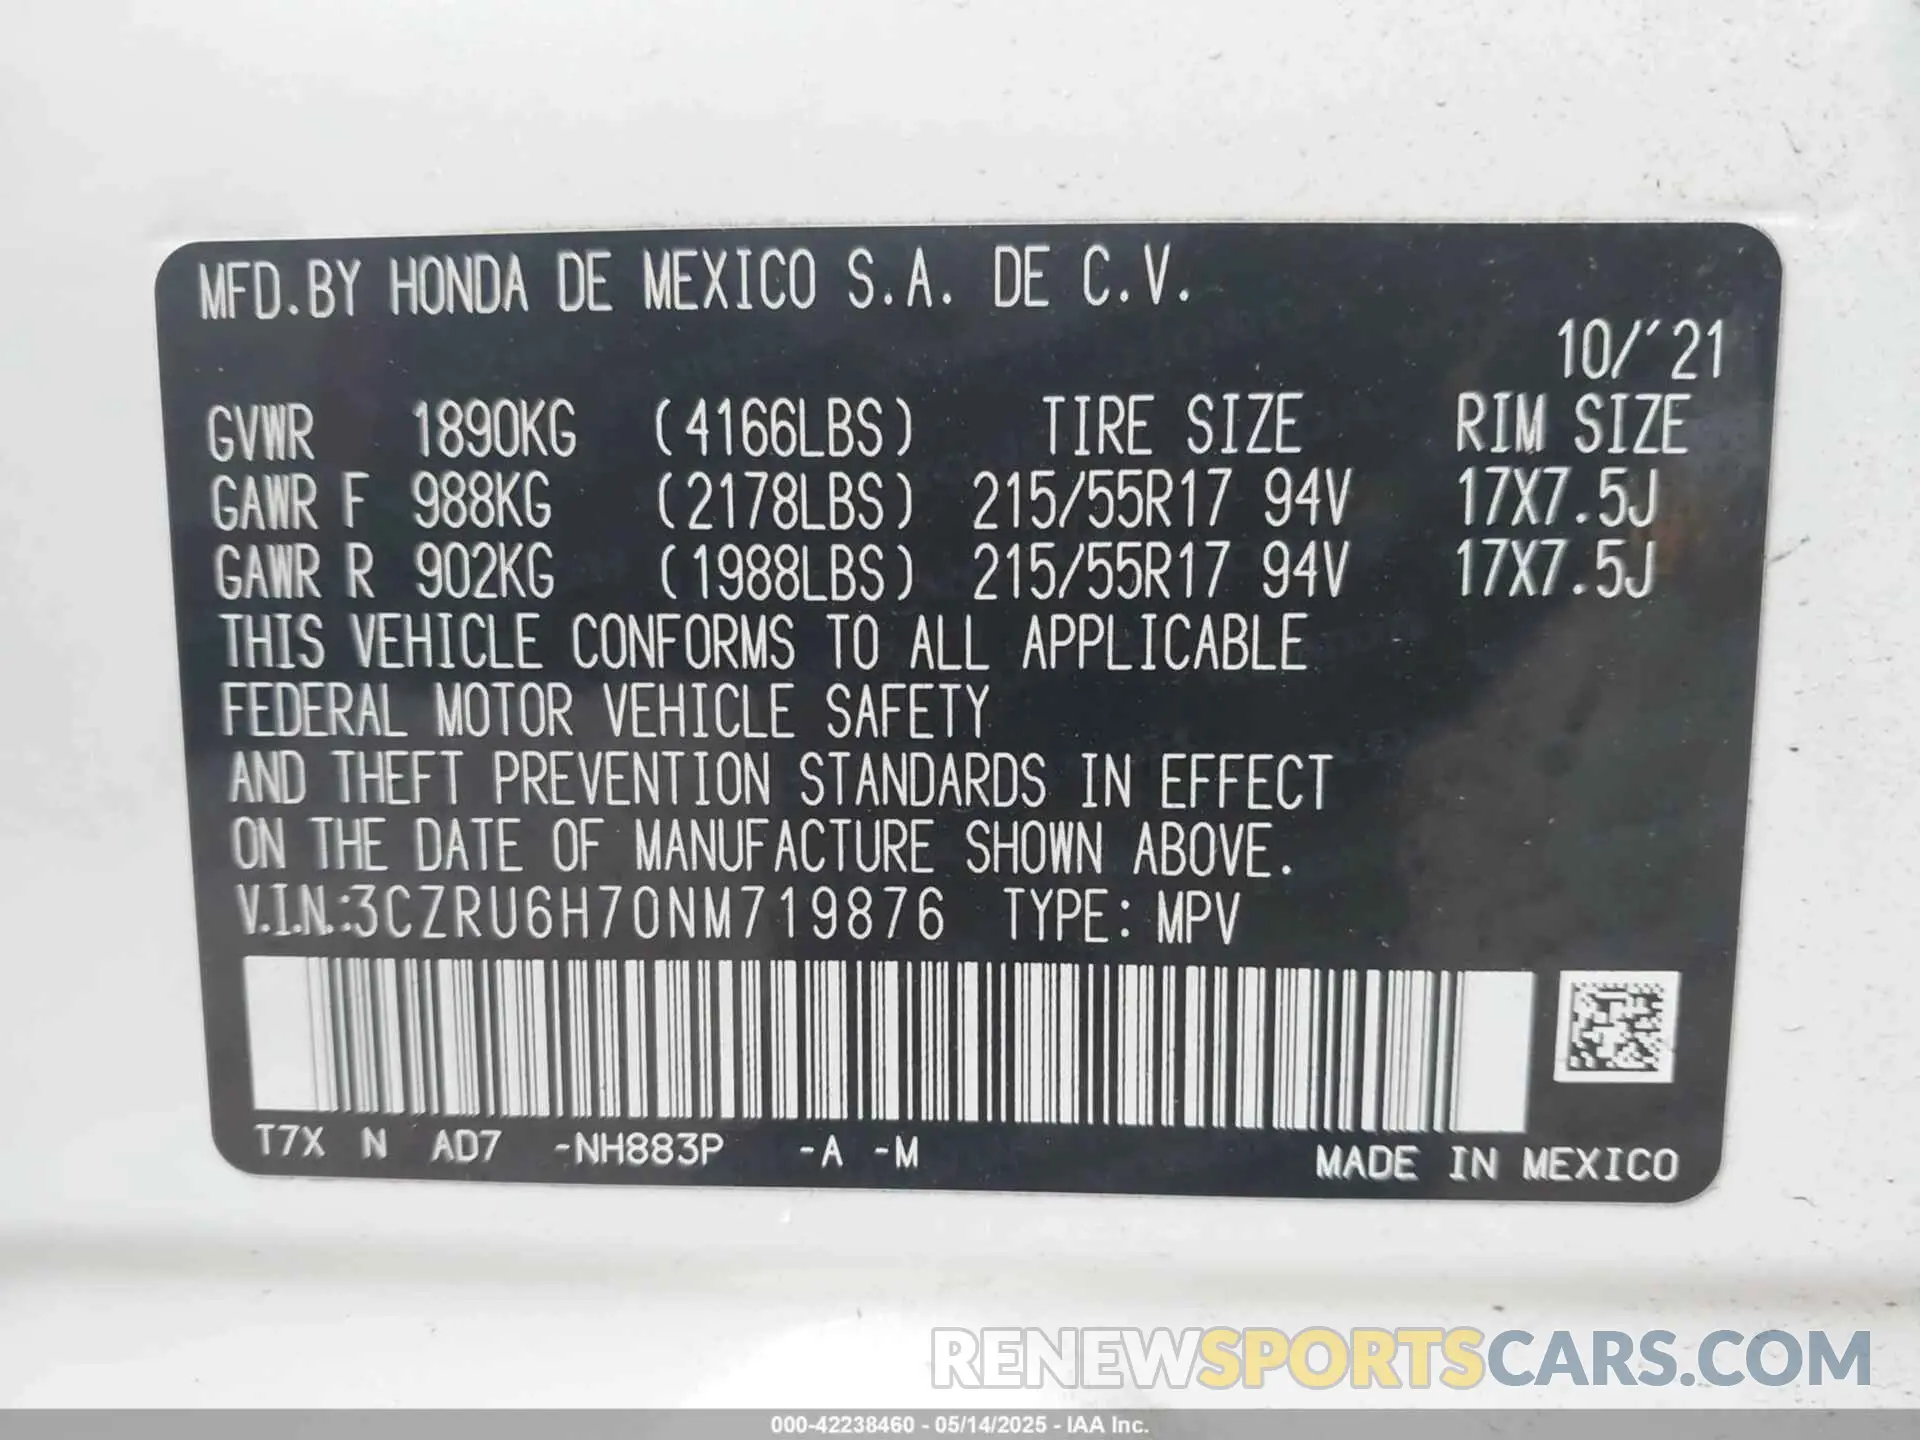 MFD.BY HONDA DE MEXICO S.A. DE C.V.
10/'21
GVWR 1890KG (4166LBS) TIRE SIZE RIM SIZE
GAWR F 988KG (2178LBS) 215/55R17 94V 17X7.5J
GAWR R 902KG (1988LBS) 215/55R17 94V 17X7.5J
THIS VEHICLE CONFORMS TO ALL APPLICABLE
FEDERAL MOTOR VEHICLE SAFETY
AND THEFT PREVENTION STANDARDS IN EFFECT
ON THE DATE OF MANUFACTURE SHOWN ABOVE.
V.I.N.:3CZRU6H70NM719876 TYPE: MPV
T7X N AD7 -NH883P -A -M MADE IN MEXICO
RENEWSPORTSCARS.COM
000-42238460 - 05/14/2025 - IAA Inc.